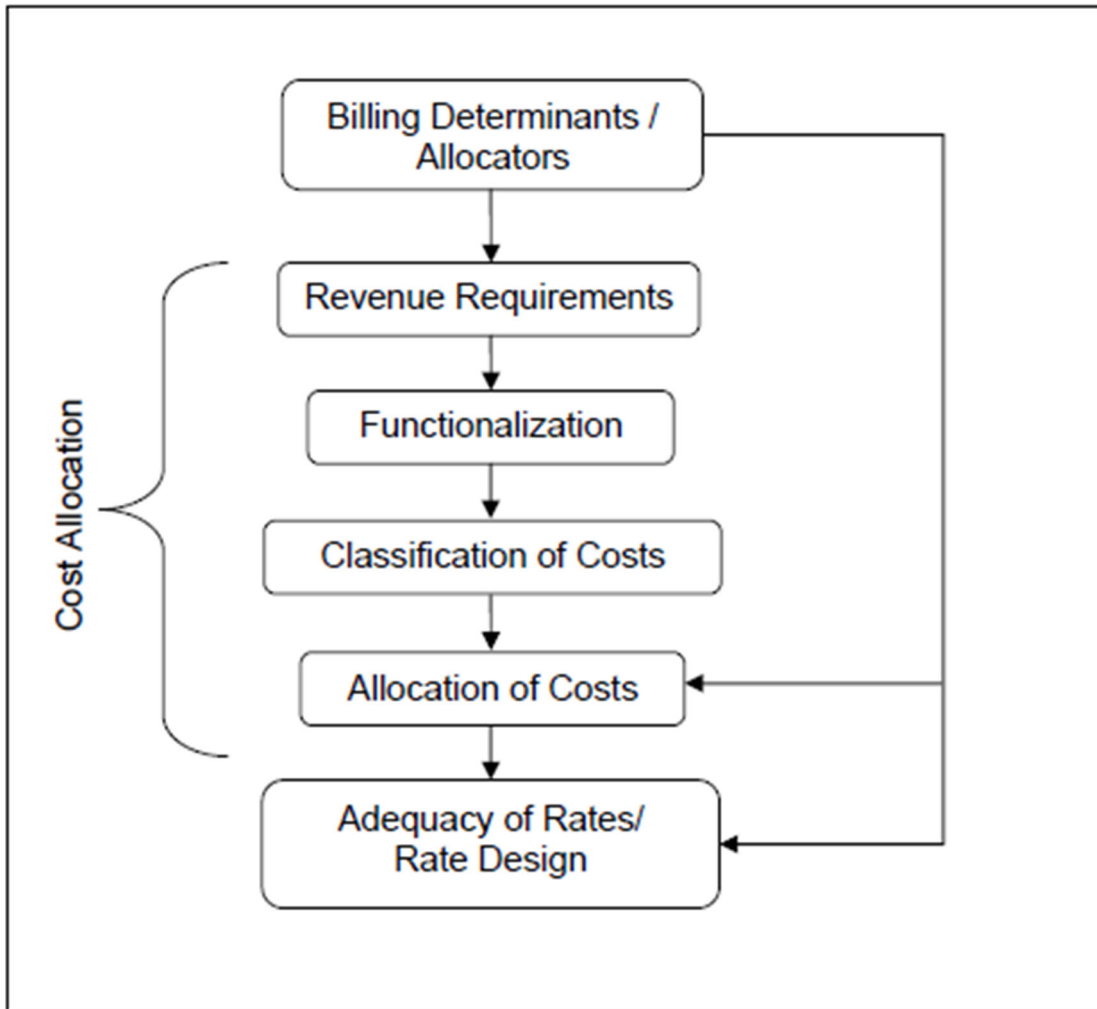 Billing Determinants /
Allocators
Revenue Requirements
Functionalization
Cost Allocation
Classification of Costs
Allocation of Costs
Adequacy of Rates/
Rate Design